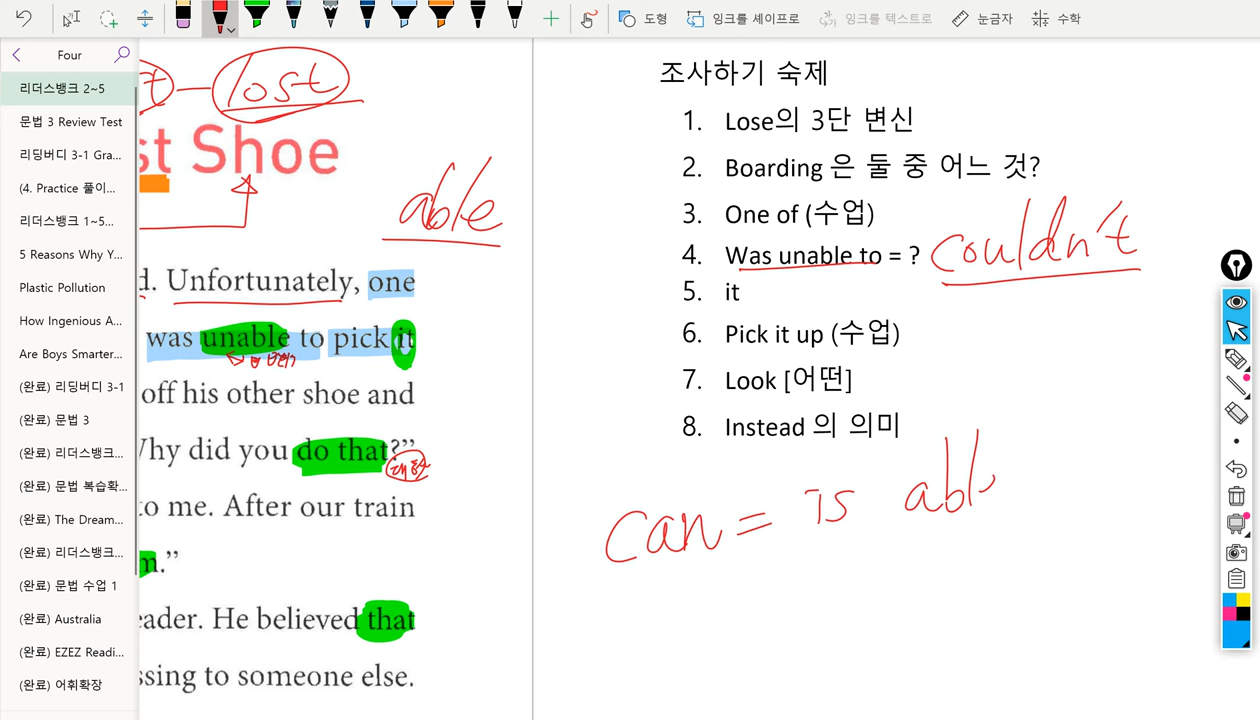 도형
잉크를 셰이프로
잉크를 텍스트로
눈금자
수학
Four
리더스뱅크 2~5
문법 3 Review Test
리딩버디 3-1 Gra...
(4. Practice 풀이...
리더스뱅크 1~5...
5 Reasons Why Y...
Plastic Pollution
How Ingenious A...
Are Boys Smarter...
(완료) 리딩버디 3-1
(완료) 문법 3
(완료) 리더스뱅크...
(완료) 문법 복습확...
(완료) The Dream...
(완료) 리더스뱅크...
(완료) 문법 수업 1
(완료) Australia
(완료) EZEZ Readi...
(완료) 어휘확장
t — lost
st Shoe
able
d. Unfortunately, one
was unable to pick it
off his other shoe and
Why did you do that?”
대현
to me. After our train
m.”
eader. He believed that
ssing to someone else.
조사하기 숙제
1. Lose의 3단 변신
2. Boarding 은 둘 중 어느 것?
3. One of (수업)
4. Was unable to = ? couldn't
5. it
6. Pick it up (수업)
7. Look [어떤]
8. Instead 의 의미
can = is abl